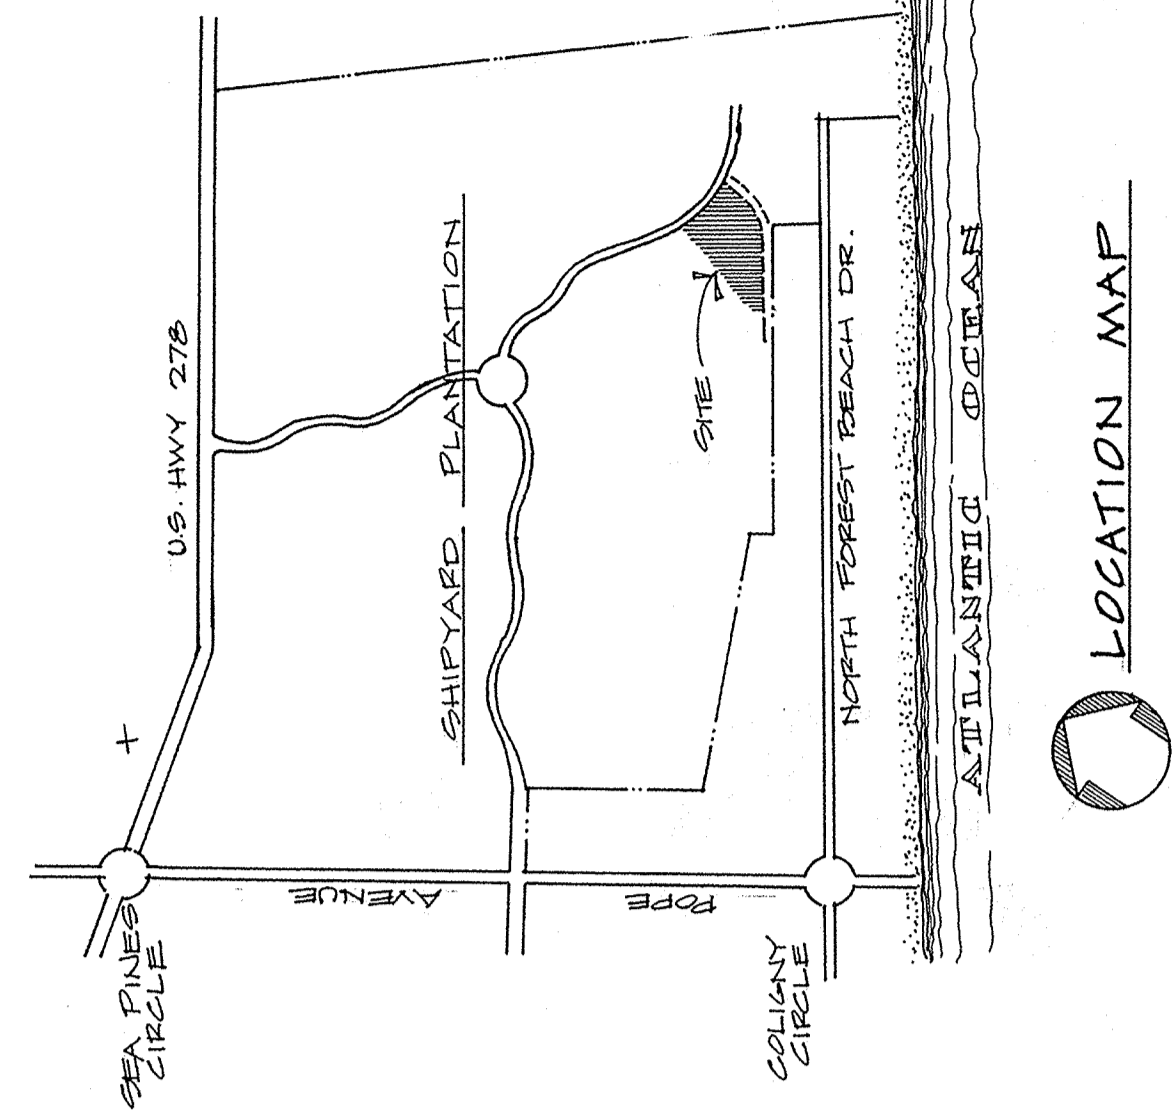 U.S. HWY 278
SEA PINES
CIRCLE
SHIPYARD PLANTATION
AVENUE
POPE
SITE
COLIGNY
CIRCLE
NORTH FOREST BEACH DR.
ATLANTIC OCEAN
LOCATION MAP